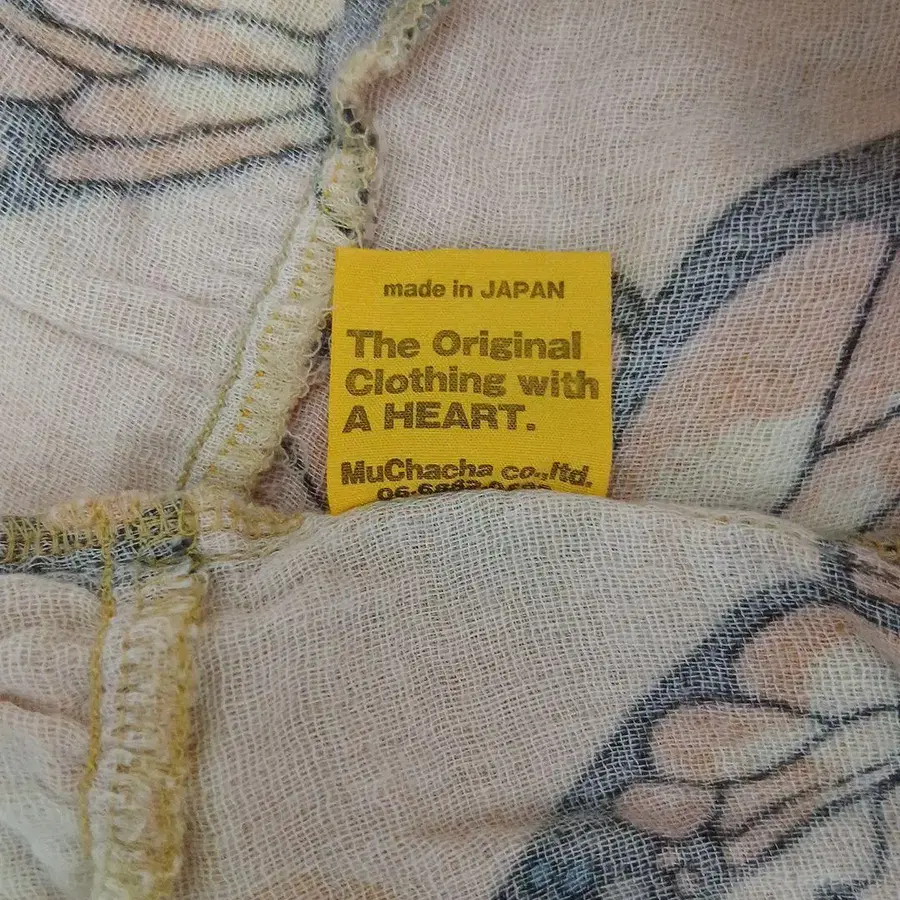 made in JAPAN
The Original
Clothing with
A HEART.
MuChacha co.,ltd.